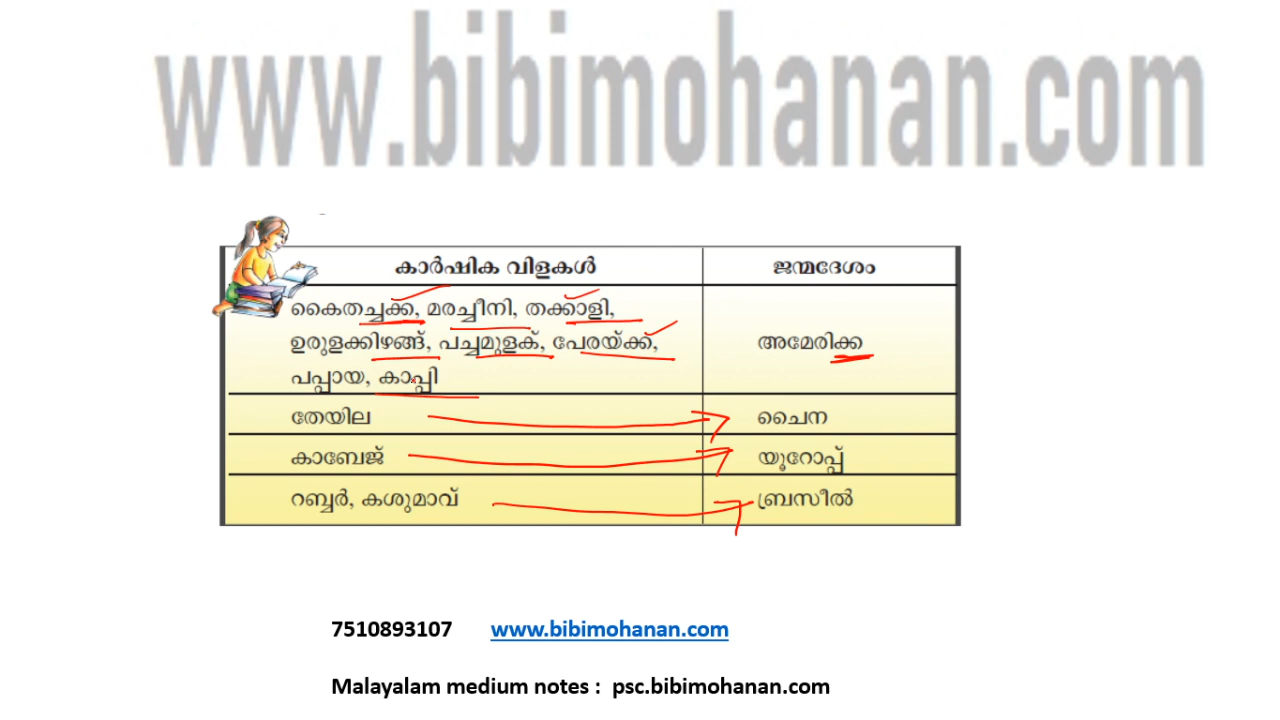 www.bibimohanan.com
കാർഷിക വിളകൾ ജന്മദേശം
കൈതച്ചക്ക, മരച്ചീനി, തക്കാളി,
ഉരുളക്കിഴങ്ങ്, പച്ചമുളക്, പേരയ്ക്ക,
പപ്പായ, കാപ്പി
അമേരിക്ക
തേയില ചൈന
കാബേജ് യൂറോപ്പ്
റബ്ബർ, കശുമാവ് ബ്രസീൽ
7510893107 www.bibimohanan.com
Malayalam medium notes : psc.bibimohanan.com